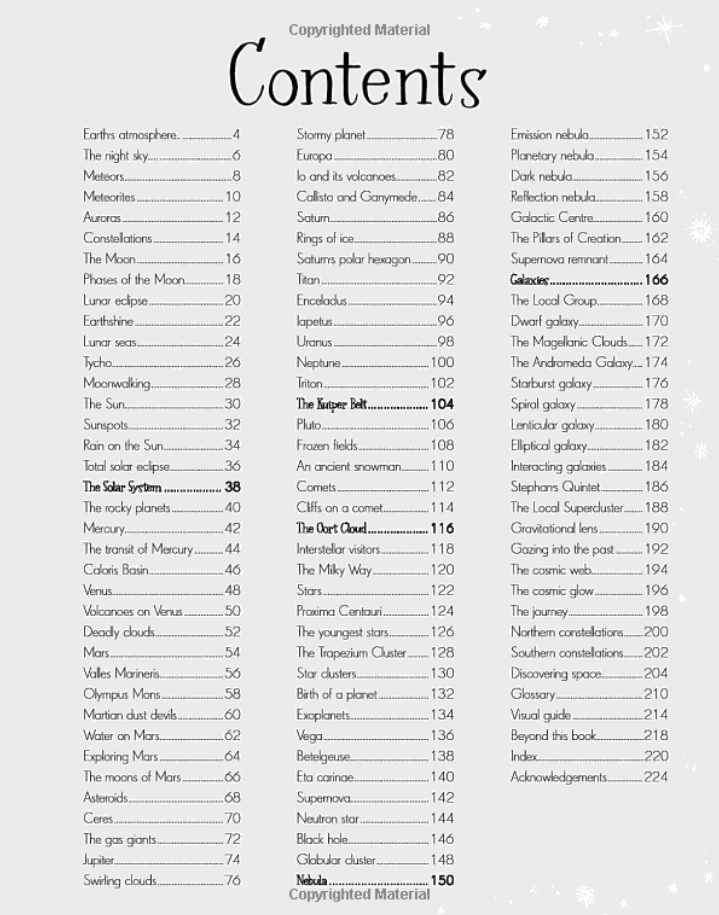 Copyrighted Material
Contents
Earths atmosphere........................4
The night sky........................6
Meteors........................8
Meteorites........................10
Auroras........................12
Constellations........................14
The Moon........................16
Phases of the Moon........................18
Lunar eclipse........................20
Earthshine........................22
Lunar seas........................24
Tycho........................26
Moonwalking........................28
The Sun........................30
Sunspots........................32
Rain on the Sun........................34
Total solar eclipse........................36
The Solar System ........................38
The rocky planets........................40
Mercury........................42
The transit of Mercury........................44
Caloris Basin........................46
Venus........................48
Volcanoes on Venus........................50
Deadly clouds........................52
Mars........................54
Valles Marineris........................56
Olympus Mons........................58
Martian dust devils........................60
Water on Mars........................62
Exploring Mars........................64
The moons of Mars........................66
Asteroids........................68
Ceres........................70
The gas giants........................72
Jupiter........................74
Swirling clouds........................76
Stormy planet........................78
Europa........................80
Io and its volcanoes........................82
Callisto and Ganymede........................84
Saturn........................86
Rings of ice........................88
Saturns polar hexagon........................90
Titan........................92
Enceladus........................94
Iapetus........................96
Uranus........................98
Neptune........................100
Triton........................102
The Kuiper Belt........................104
Pluto........................106
Frozen fields........................108
An ancient snowman........................110
Comets........................112
Cliffs on a comet........................114
The Oort Cloud........................116
Interstellar visitors........................118
The Milky Way........................120
Stars........................122
Proxima Centauri........................124
The youngest stars........................126
The Trapezium Cluster........................128
Star clusters........................130
Birth of a planet........................132
Exoplanets........................134
Vega........................136
Betelgeuse........................138
Eta carinae........................140
Supernova........................142
Neutron star........................144
Black hole........................146
Globular cluster........................148
Nebula........................150
Emission nebula........................152
Planetary nebula........................154
Dark nebula........................156
Reflection nebula........................158
Galactic Centre........................160
The Pillars of Creation........................162
Supernova remnant........................164
Galaxies........................166
The Local Group........................168
Dwarf galaxy........................170
The Magellanic Clouds........................172
The Andromeda Galaxy........................174
Starburst galaxy........................176
Spiral galaxy........................178
Lenticular galaxy........................180
Elliptical galaxy........................182
Interacting galaxies........................184
Stephans Quintet........................186
The Local Supercluster........................188
Gravitational lens........................190
Gazing into the past........................192
The cosmic web........................194
The cosmic glow........................196
The journey........................198
Northern constellations........................200
Southern constellations........................202
Discovering space........................204
Glossary........................210
Visual guide........................214
Beyond this book........................218
Index........................220
Acknowledgements........................224
Copyrighted Material